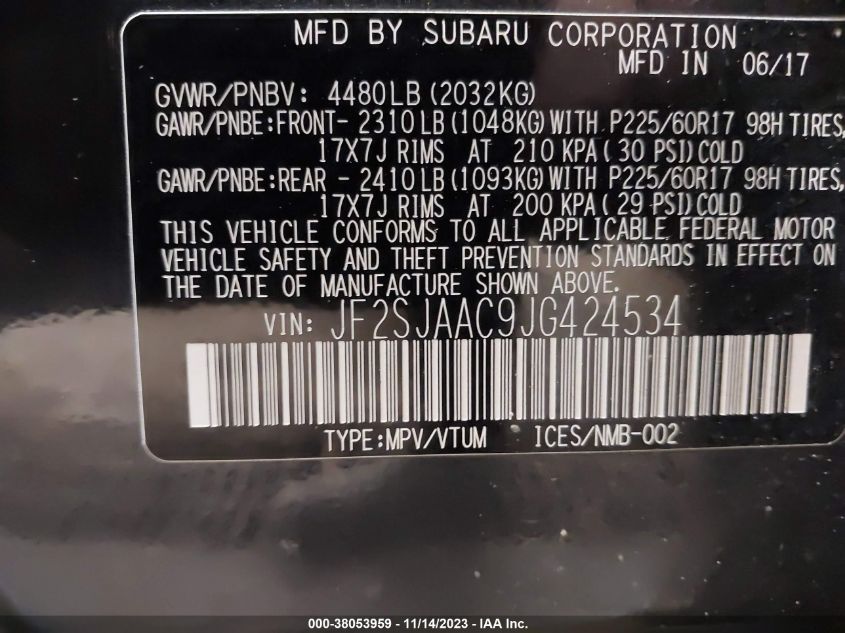 MFD BY SUBARU CORPORATION
MFD IN 06/17
GVWR/PNBV: 4480LB (2032KG)
GAWR/PNBE:FRONT- 2310LB (1048KG) WITH P225/60R17 98H TIRES,
17X7J RIMS AT 210 KPA ( 30 PSI) COLD
GAWR/PNBE:REAR - 2410LB (1093KG) WITH P225/60R17 98H TIRES,
17X7J RIMS AT 200 KPA ( 29 PSI) COLD
THIS VEHICLE CONFORMS TO ALL APPLICABLE FEDERAL MOTOR
VEHICLE SAFETY AND THEFT PREVENTION STANDARDS IN EFFECT ON
THE DATE OF MANUFACTURE SHOWN ABOVE.
VIN: JF2SJAAC9JG424534
TYPE:MPV/VTUM ICES/NMB-002
000-38053959 - 11/14/2023 - IAA Inc.